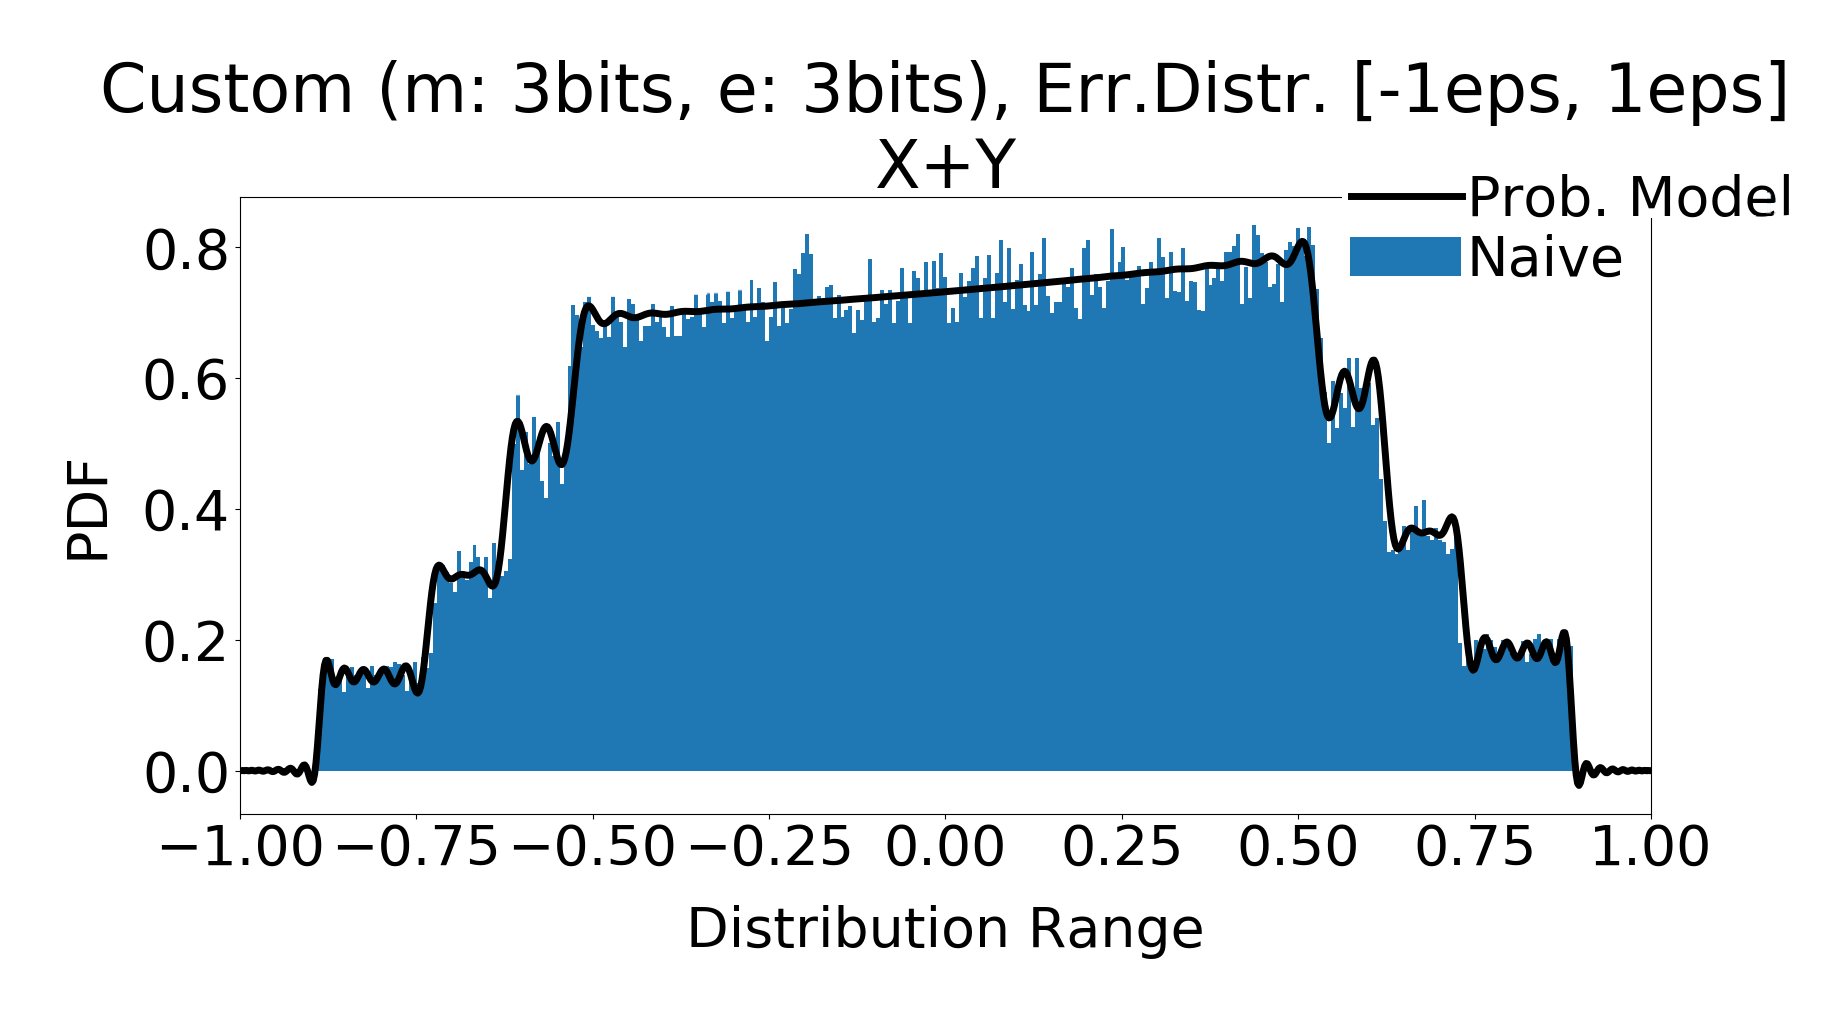 Custom (m: 3bits, e: 3bits), Err.Distr. [-1eps, 1eps]
X+Y
Prob. Model
Naive
0.8
0.6
0.4
0.2
0.0
PDF
−1.00 −0.75 −0.50 −0.25 0.00 0.25 0.50 0.75 1.00
Distribution Range